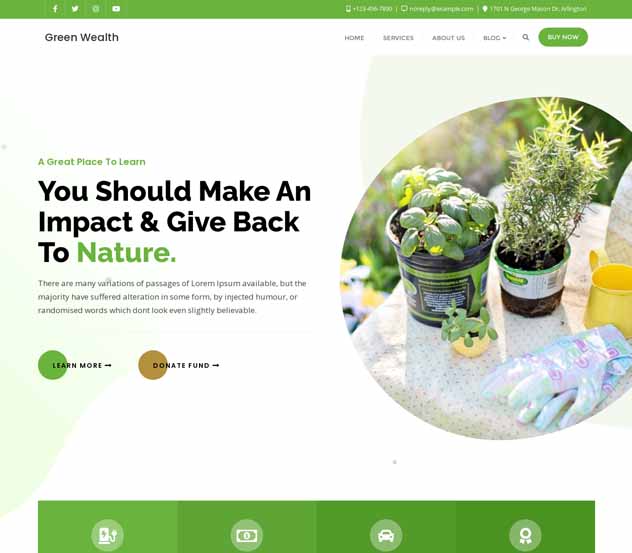 +123-456-7890 | noreply@example.com | 1701 N George Mason Dr, Arlington
Green Wealth
HOME SERVICES ABOUT US BLOG BUY NOW
A Great Place To Learn
You Should Make An
Impact & Give Back
To Nature.
There are many variations of passages of Lorem Ipsum available, but the
majority have suffered alteration in some form, by injected humour, or
randomised words which dont look even slightly believable.
LEARN MORE DONATE FUND